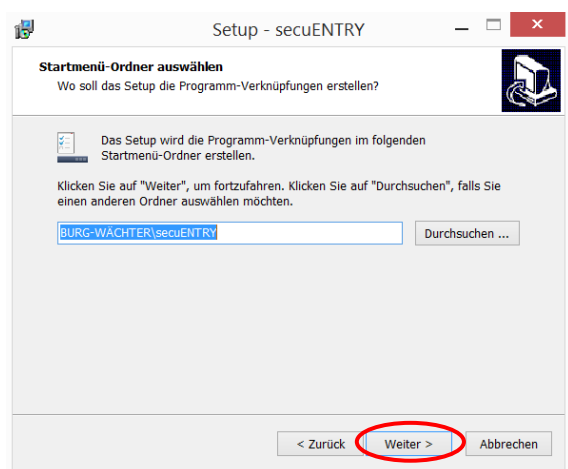 Setup - secuENTRY
Startmenü-Ordner auswählen
Wo soll das Setup die Programm-Verknüpfungen erstellen?
Das Setup wird die Programm-Verknüpfungen im folgenden
Startmenü-Ordner erstellen.
Klicken Sie auf "Weiter", um fortzufahren. Klicken Sie auf "Durchsuchen", falls Sie
einen anderen Ordner auswählen möchten.
BURG-WÄCHTER\secuENTRY
Durchsuchen ...
< Zurück Weiter > Abbrechen